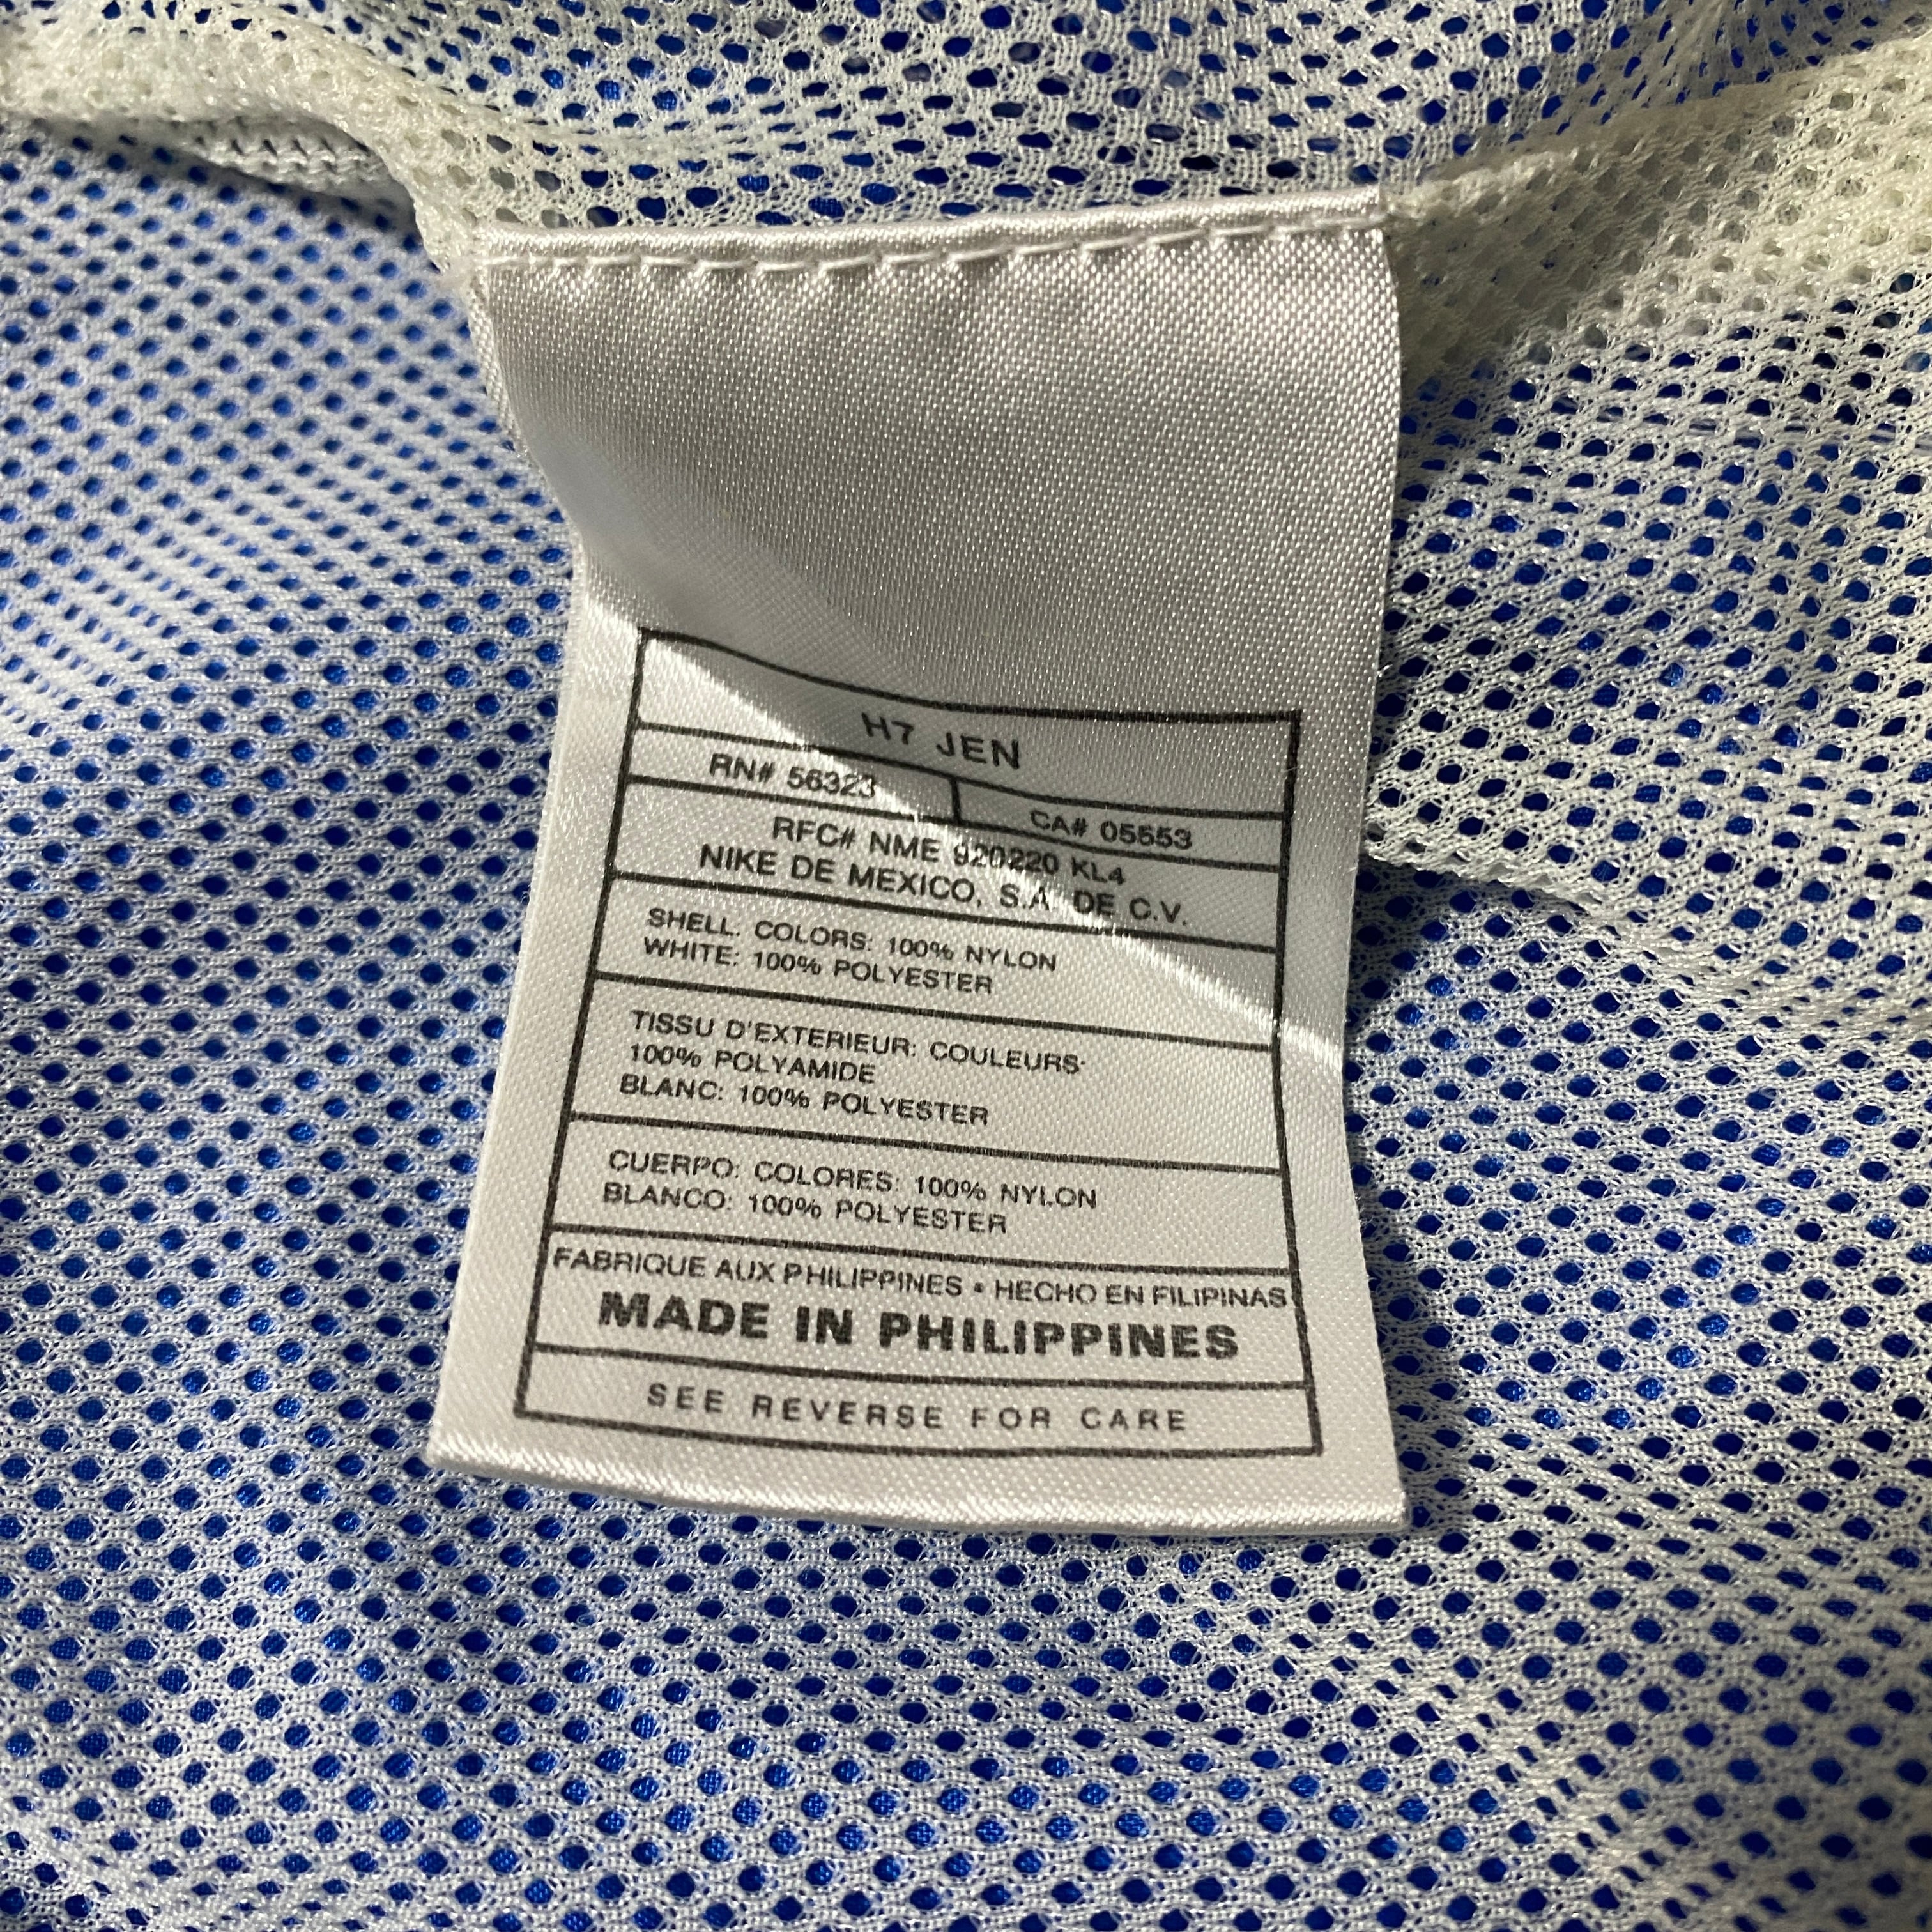 H7 JEN
RN# 56323
CA# 05553
RFC# NME 920220 KL4
NIKE DE MEXICO, S.A. DE C.V.
SHELL: COLORS: 100% NYLON
WHITE: 100% POLYESTER
TISSU D'EXTERIEUR: COULEURS:
100% POLYAMIDE
BLANC: 100% POLYESTER
CUERPO: COLORES: 100% NYLON
BLANCO: 100% POLYESTER
FABRIQUE AUX PHILIPPINES • HECHO EN FILIPINAS
MADE IN PHILIPPINES
SEE REVERSE FOR CARE